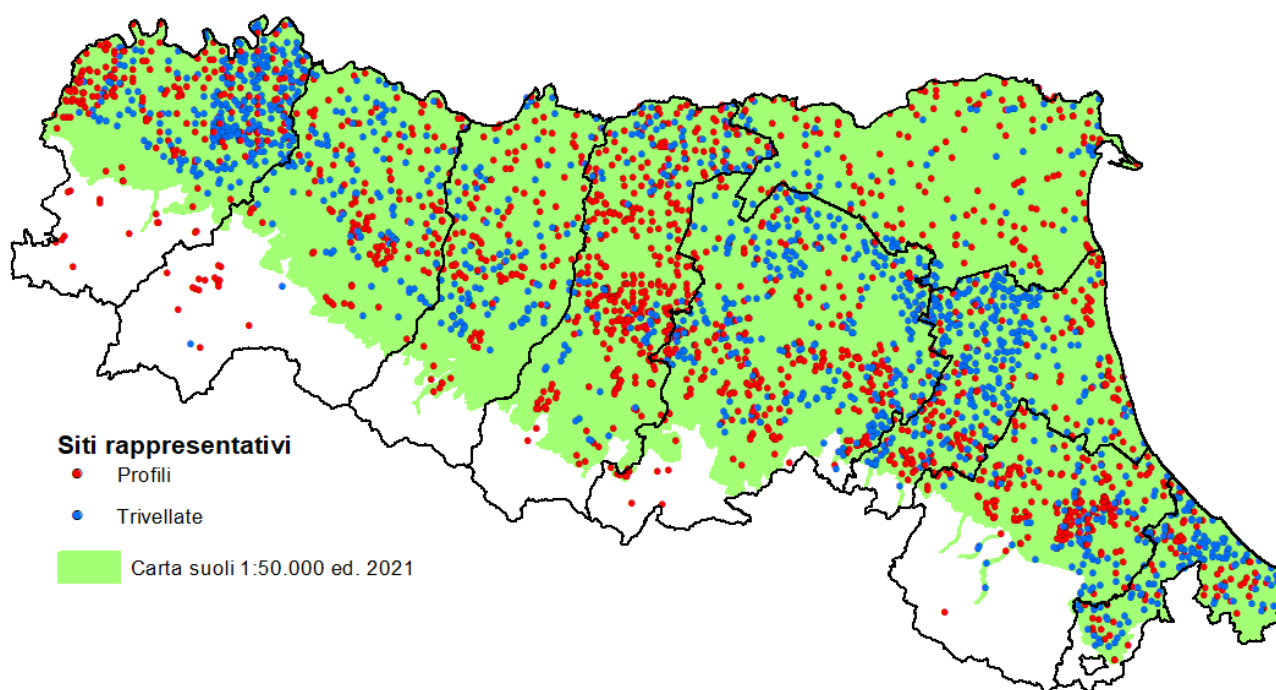 Siti rappresentativi
Profili
Trivellate
Carta suoli 1:50.000 ed. 2021